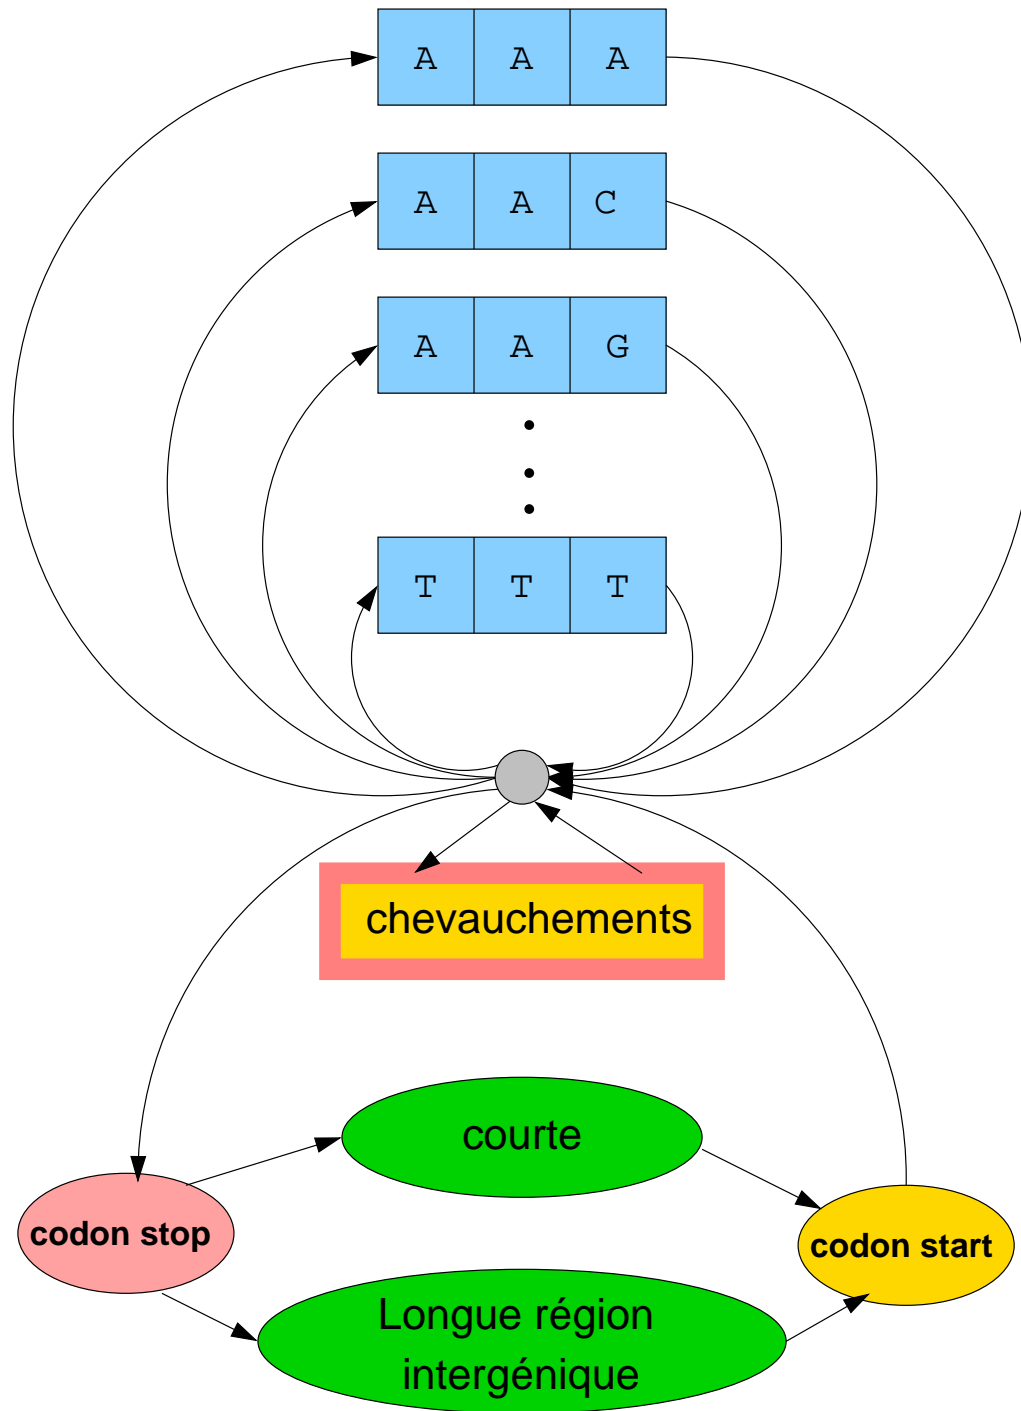 A A A
A A C
A A G
T T T
chevauchements
courte
codon stop
codon start
Longue région
intergénique